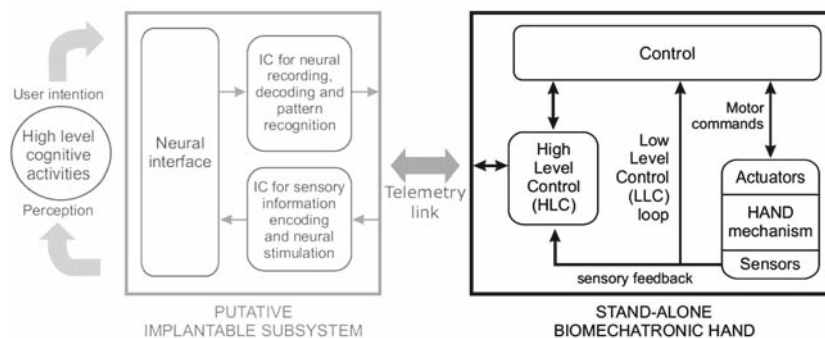 User intention
High level
cognitive
activities
Perception
Neural
interface
IC for neural
recording,
decoding and
pattern
recognition
IC for sensory
information
encoding
and neural
stimulation
PUTATIVE
IMPLANTABLE SUBSYSTEM
Telemetry
link
Control
High
Level
Control
(HLC)
Low
Level
Control
(LLC)
loop
Motor
commands
Actuators
HAND
mechanism
Sensors
sensory feedback
STAND-ALONE
BIOMECHATRONIC HAND